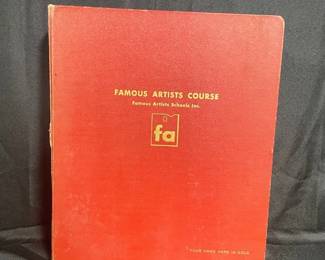 FAMOUS ARTISTS COURSE
Famous Artists Schools, Inc.
fa
YOUR NAME HERE IN GOLD